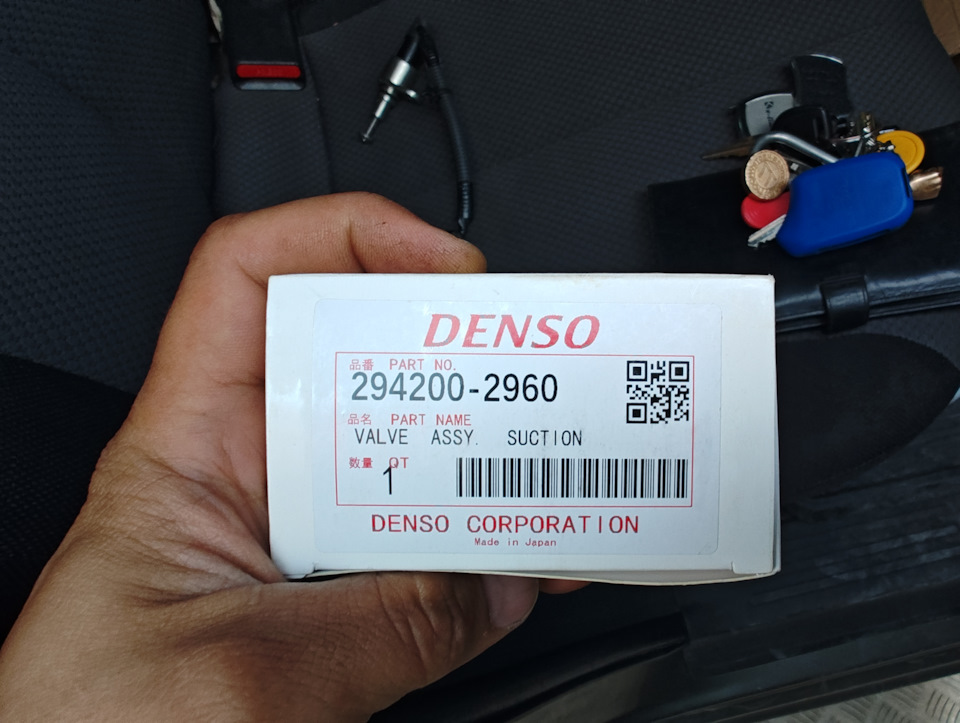 DENSO
品番 PART NO.
294200-2960
品名 PART NAME
VALVE ASSY. SUCTION
数量 QT
1
DENSO CORPORATION
Made in Japan